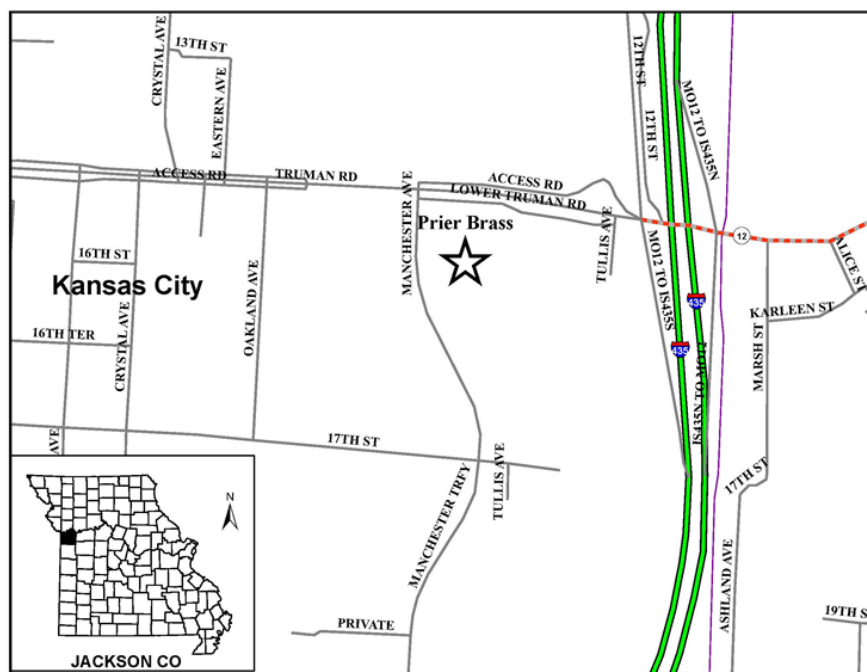 13TH ST
CRYSTAL AVE
EASTERN AVE
12TH ST
12TH ST
MO12 TO IS435N
ACCESS RD
TRUMAN RD
ACCESS RD
LOWER TRUMAN RD
MANCHESTER AVE
Prier Brass
TULLIS AVE
12
16TH ST
Kansas City
OAKLAND AVE
MO12 TO IS435S
ALICE ST
KARLEEN ST
435
435
16TH TER
CRYSTAL AVE
MARSH ST
IS435N TO MO12
17TH ST
AVE
17TH ST
TULLIS AVE
MANCHESTER TRFY
ASHLAND AVE
N
PRIVATE
19TH S
JACKSON CO